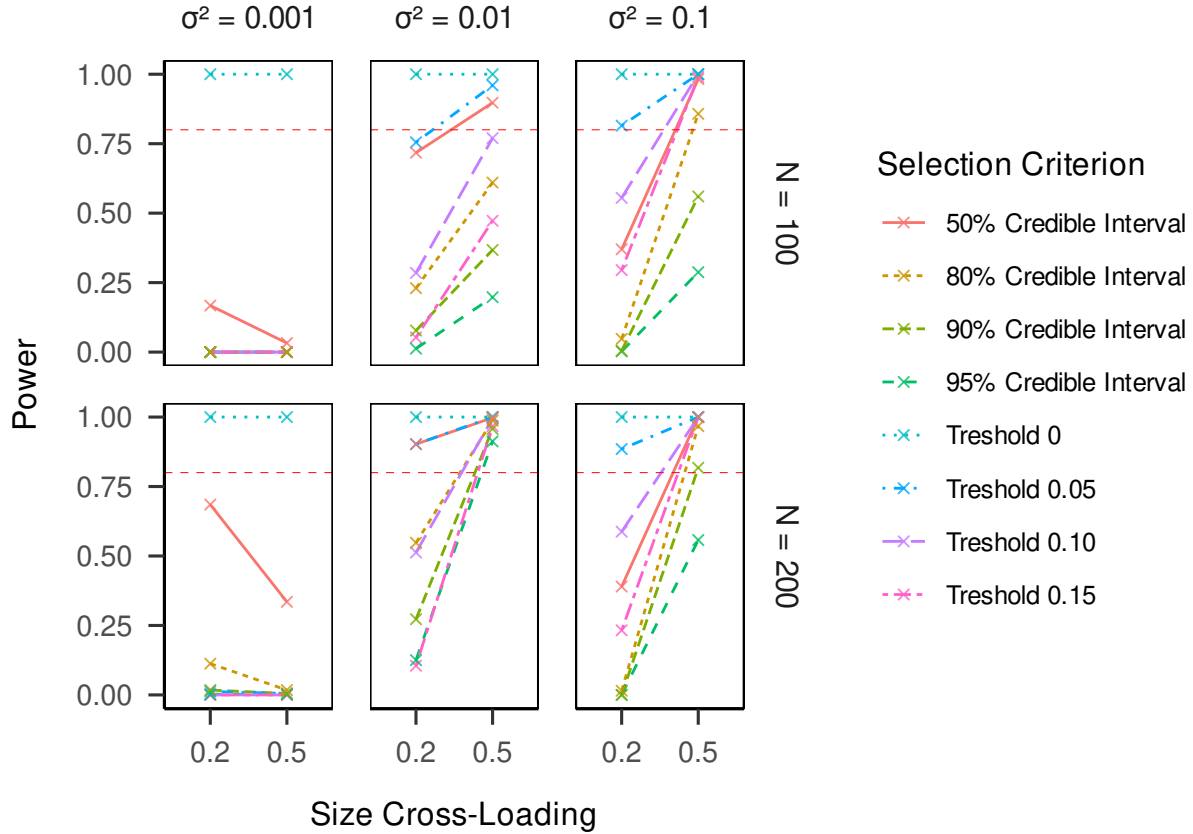 σ² = 0.001
σ² = 0.01
σ² = 0.1
1.00
0.75
0.50
0.25
0.00
N = 100
1.00
0.75
0.50
0.25
0.00
N = 200
Power
0.2
0.5
0.2
0.5
0.2
0.5
Size Cross-Loading
Selection Criterion
50% Credible Interval
80% Credible Interval
90% Credible Interval
95% Credible Interval
Treshold 0
Treshold 0.05
Treshold 0.10
Treshold 0.15